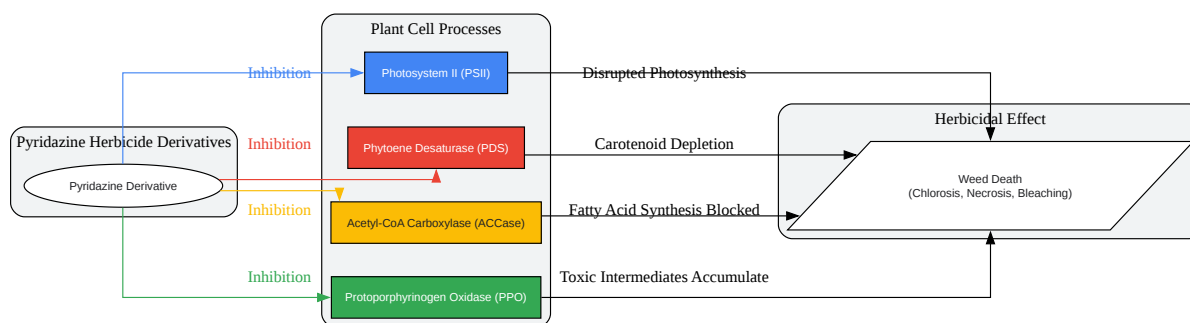 Plant Cell Processes
Inhibition
Photosystem II (PSII)
Disrupted Photosynthesis
Herbicidal Effect
Pyridazine Herbicide Derivatives
Inhibition
Phytoene Desaturase (PDS)
Carotenoid Depletion
Pyridazine Derivative
Weed Death
(Chlorosis, Necrosis, Bleaching)
Inhibition
Acetyl-CoA Carboxylase (ACCase)
Fatty Acid Synthesis Blocked
Inhibition
Protoporphyrinogen Oxidase (PPO)
Toxic Intermediates Accumulate